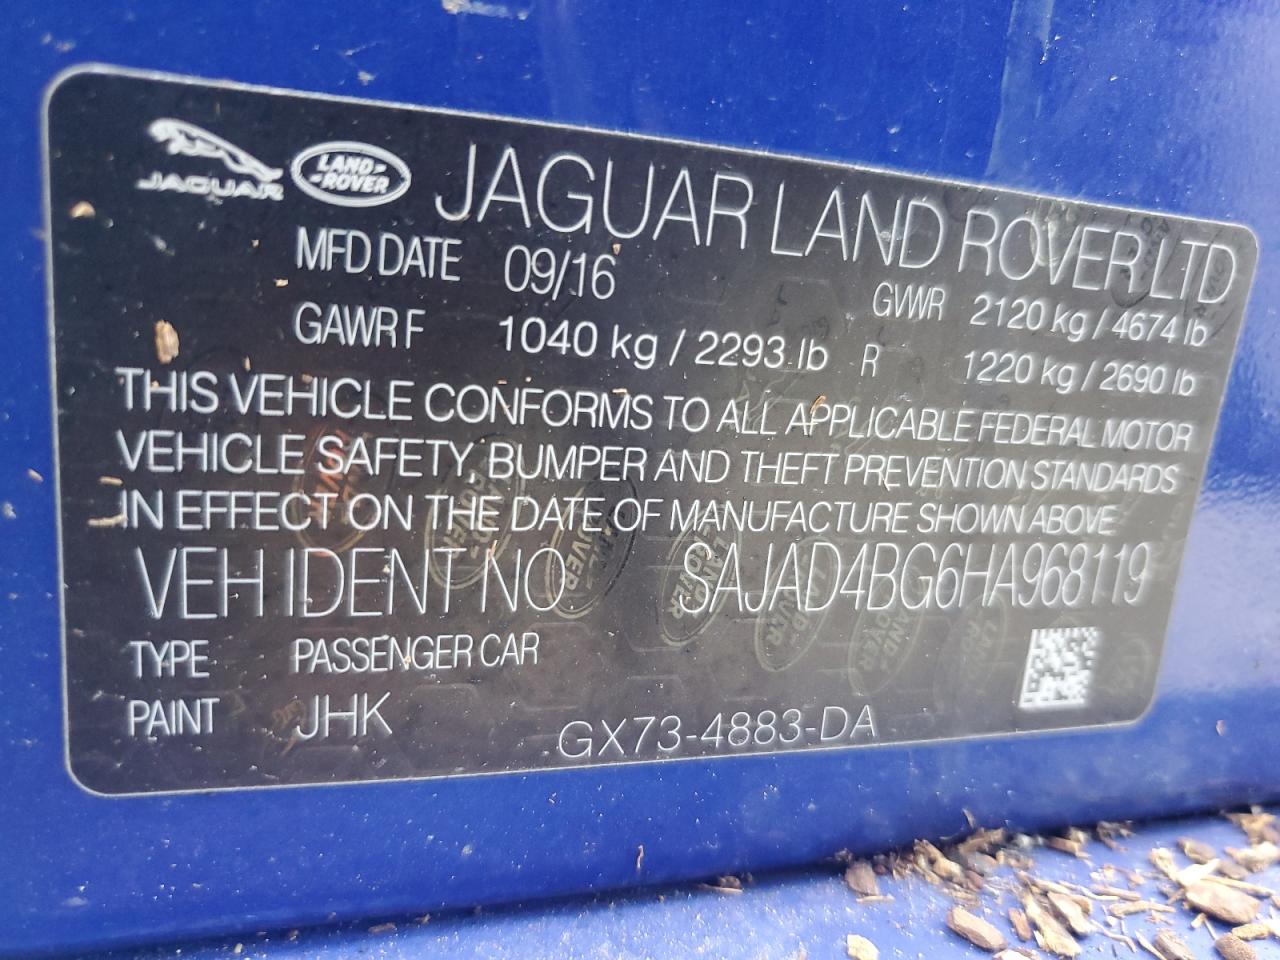 JAGUAR LAND-ROVER JAGUAR LAND ROVER LTD
MFD DATE 09/16 GVWR 2120 kg / 4674 lb
GAWR F 1040 kg / 2293 lb R 1220 kg / 2690 lb
THIS VEHICLE CONFORMS TO ALL APPLICABLE FEDERAL MOTOR
VEHICLE SAFETY, BUMPER AND THEFT PREVENTION STANDARDS
IN EFFECT ON THE DATE OF MANUFACTURE SHOWN ABOVE
VEH IDENT NO SAJAD4BG6HA968119
TYPE PASSENGER CAR
PAINT JHK GX73-4883-DA